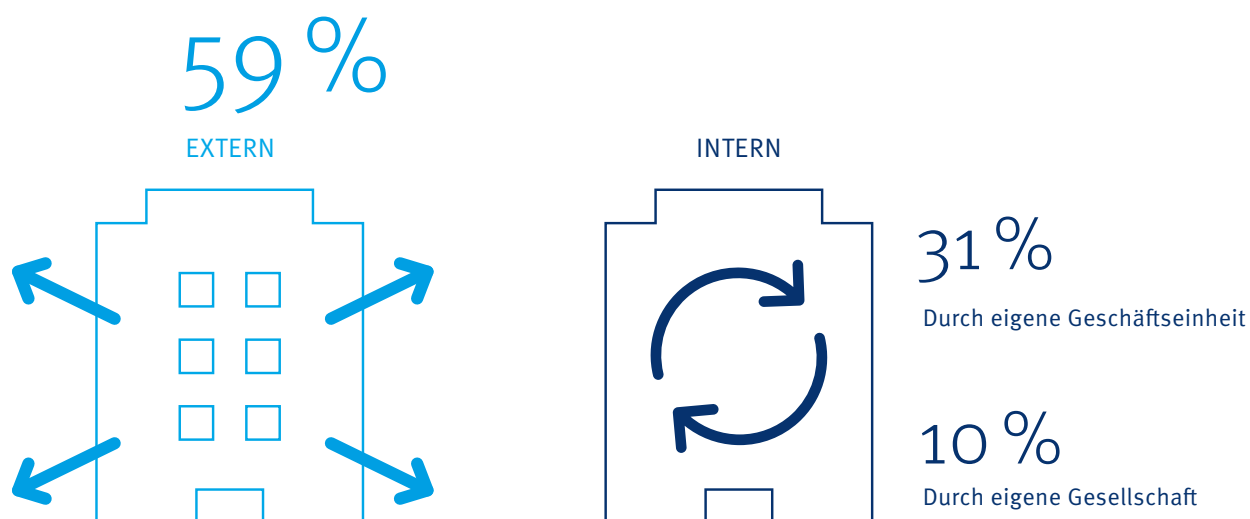 59 %
EXTERN
INTERN
31 %
Durch eigene Geschäftseinheit
10 %
Durch eigene Gesellschaft